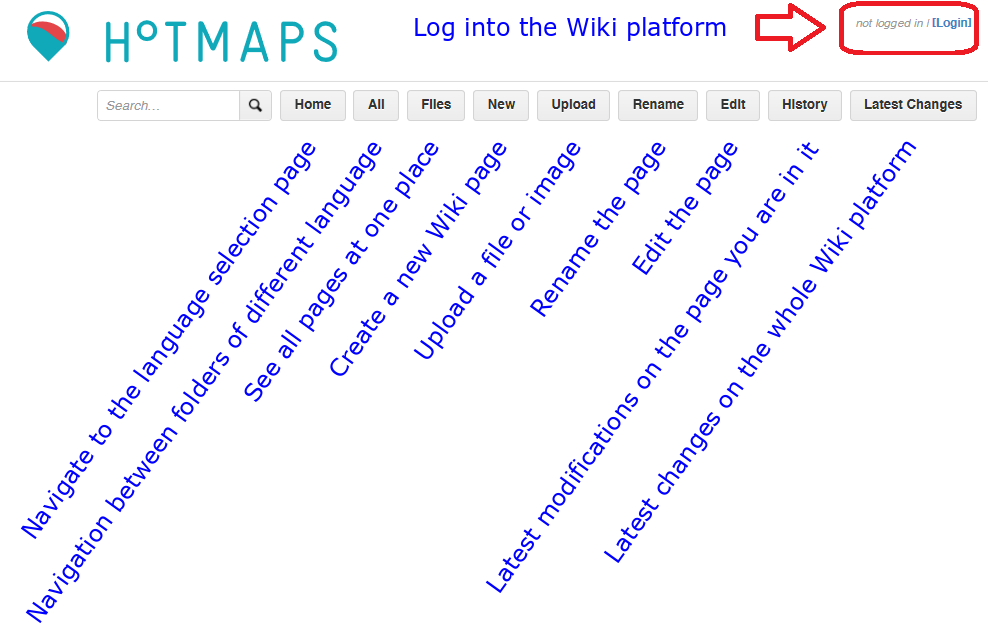 HOTMAPS
Log into the Wiki platform
not logged in / [Login]
Search...
Home
All
Files
New
Upload
Rename
Edit
History
Latest Changes
Navigate to the language selection page
Navigation between folders of different language
See all pages at one place
Create a new Wiki page
Upload a file or image
Rename the page
Edit the page
Latest modifications on the page you are in it
Latest changes on the whole Wiki platform